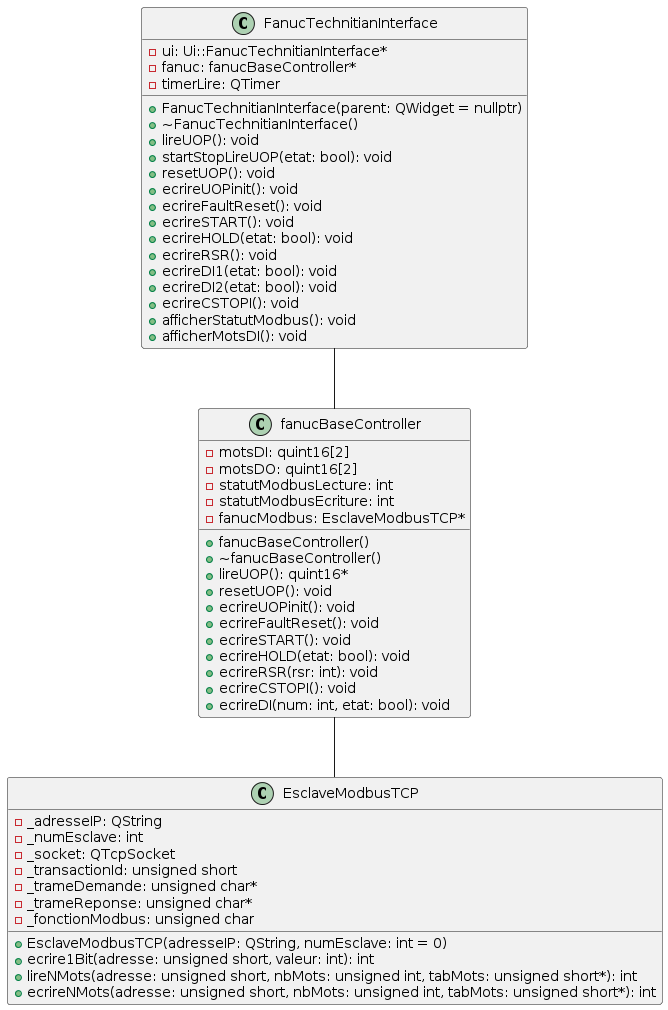 C FanucTechnitianInterface
ui: Ui::FanucTechnitianInterface*
fanuc: fanucBaseController*
timerLire: QTimer
FanucTechnitianInterface(parent: QWidget = nullptr)
~FanucTechnitianInterface()
lireUOP(): void
startStopLireUOP(etat: bool): void
resetUOP(): void
ecrireUOPinit(): void
ecrireFaultReset(): void
ecrireSTART(): void
ecrireHOLD(etat: bool): void
ecrireRSR(): void
ecrireDI1(etat: bool): void
ecrireDI2(etat: bool): void
ecrireCSTOPI(): void
afficherStatutModbus(): void
afficherMotsDI(): void
C fanucBaseController
motsDI: quint16[2]
motsDO: quint16[2]
statutModbusLecture: int
statutModbusEcriture: int
fanucModbus: EsclaveModbusTCP*
fanucBaseController()
~fanucBaseController()
lireUOP(): quint16*
resetUOP(): void
ecrireUOPinit(): void
ecrireFaultReset(): void
ecrireSTART(): void
ecrireHOLD(etat: bool): void
ecrireRSR(rsr: int): void
ecrireCSTOPI(): void
ecrireDI(num: int, etat: bool): void
C EsclaveModbusTCP
_adresseIP: QString
_numEsclave: int
_socket: QTcpSocket
_transactionId: unsigned short
_trameDemande: unsigned char*
_trameReponse: unsigned char*
_fonctionModbus: unsigned char
EsclaveModbusTCP(adresseIP: QString, numEsclave: int = 0)
ecrire1Bit(adresse: unsigned short, valeur: int): int
lireNMots(adresse: unsigned short, nbMots: unsigned int, tabMots: unsigned short*): int
ecrireNMots(adresse: unsigned short, nbMots: unsigned int, tabMots: unsigned short*): int